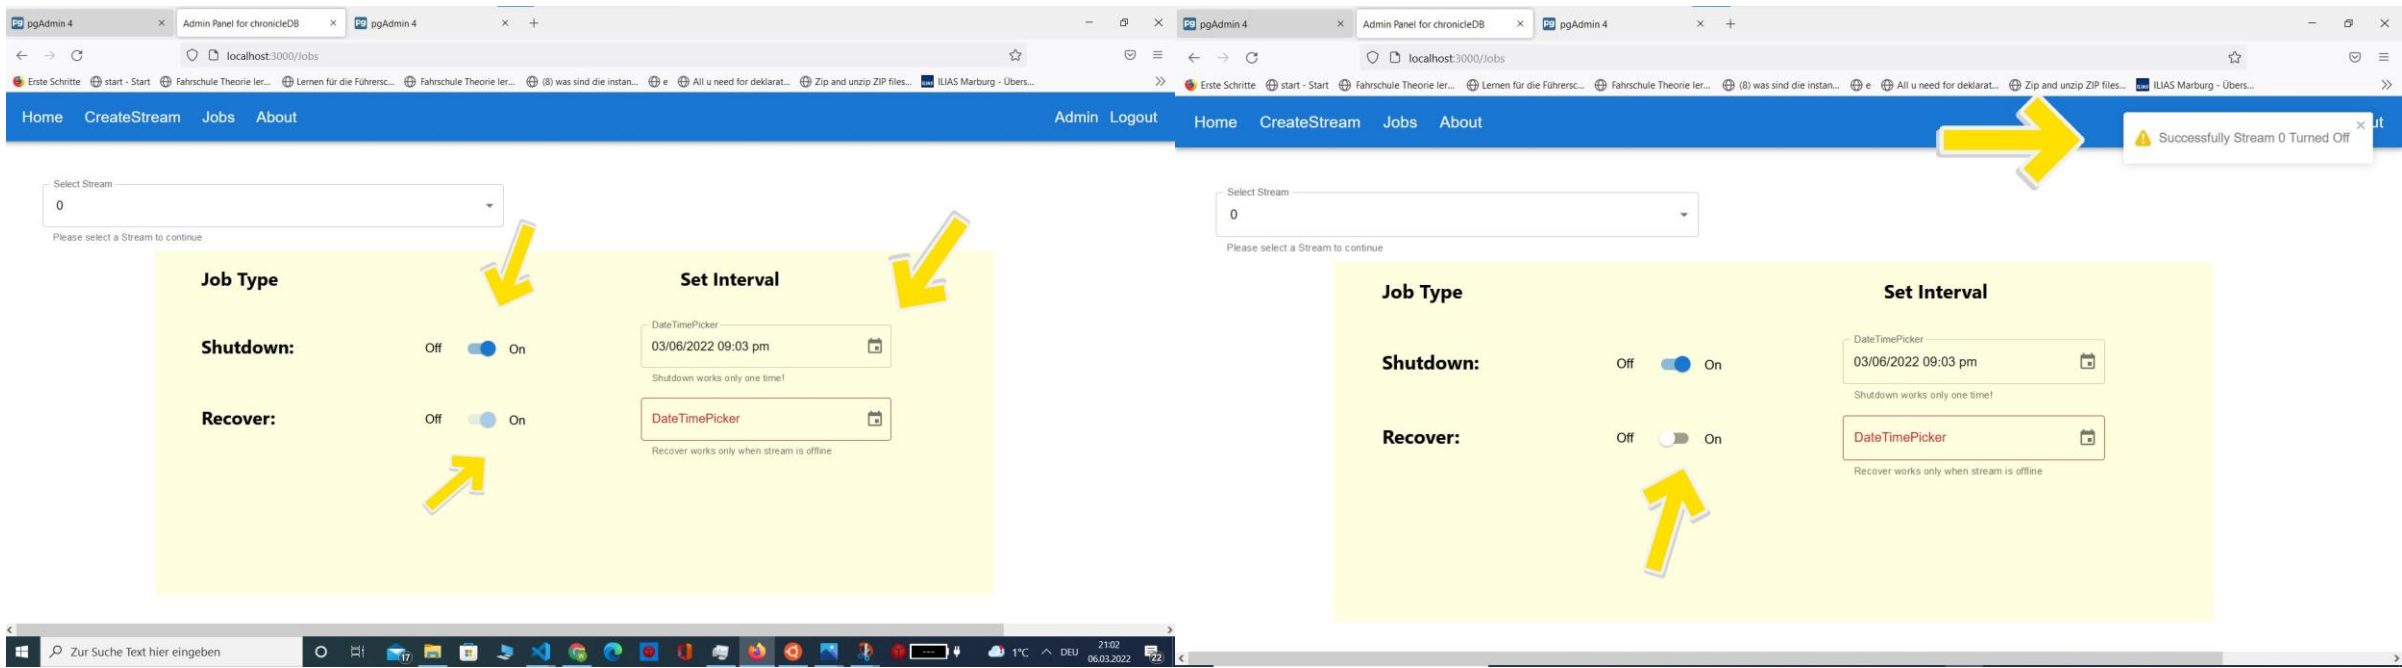 pgAdmin 4
Admin Panel for chronicleDB
pgAdmin 4
localhost:3000/Jobs
Erste Schritte
start - Start
Fahrschule Theorie ler...
Lernen für die Führersc...
Fahrschule Theorie ler...
(8) was sind die instan...
e
All u need for deklarat...
Zip and unzip ZIP files...
ILIAS Marburg - Übers...
Home
CreateStream
Jobs
About
Admin
Logout
Select Stream
0
Please select a Stream to continue
Job Type
Set Interval
Shutdown:
Off
On
DateTimePicker
03/06/2022 09:03 pm
Shutdown works only one time!
Recover:
Off
On
DateTimePicker
Recover works only when stream is offline
Zur Suche Text hier eingeben
17
1°C
DEU
21:02
06.03.2022
22
pgAdmin 4
Admin Panel for chronicleDB
pgAdmin 4
localhost:3000/Jobs
Erste Schritte
start - Start
Fahrschule Theorie ler...
Lernen für die Führersc...
Fahrschule Theorie ler...
(8) was sind die instan...
e
All u need for deklarat...
Zip and unzip ZIP files...
ILIAS Marburg - Übers...
Home
CreateStream
Jobs
About
Successfully Stream 0 Turned Off
ut
Select Stream
0
Please select a Stream to continue
Job Type
Set Interval
Shutdown:
Off
On
DateTimePicker
03/06/2022 09:03 pm
Shutdown works only one time!
Recover:
Off
On
DateTimePicker
Recover works only when stream is offline